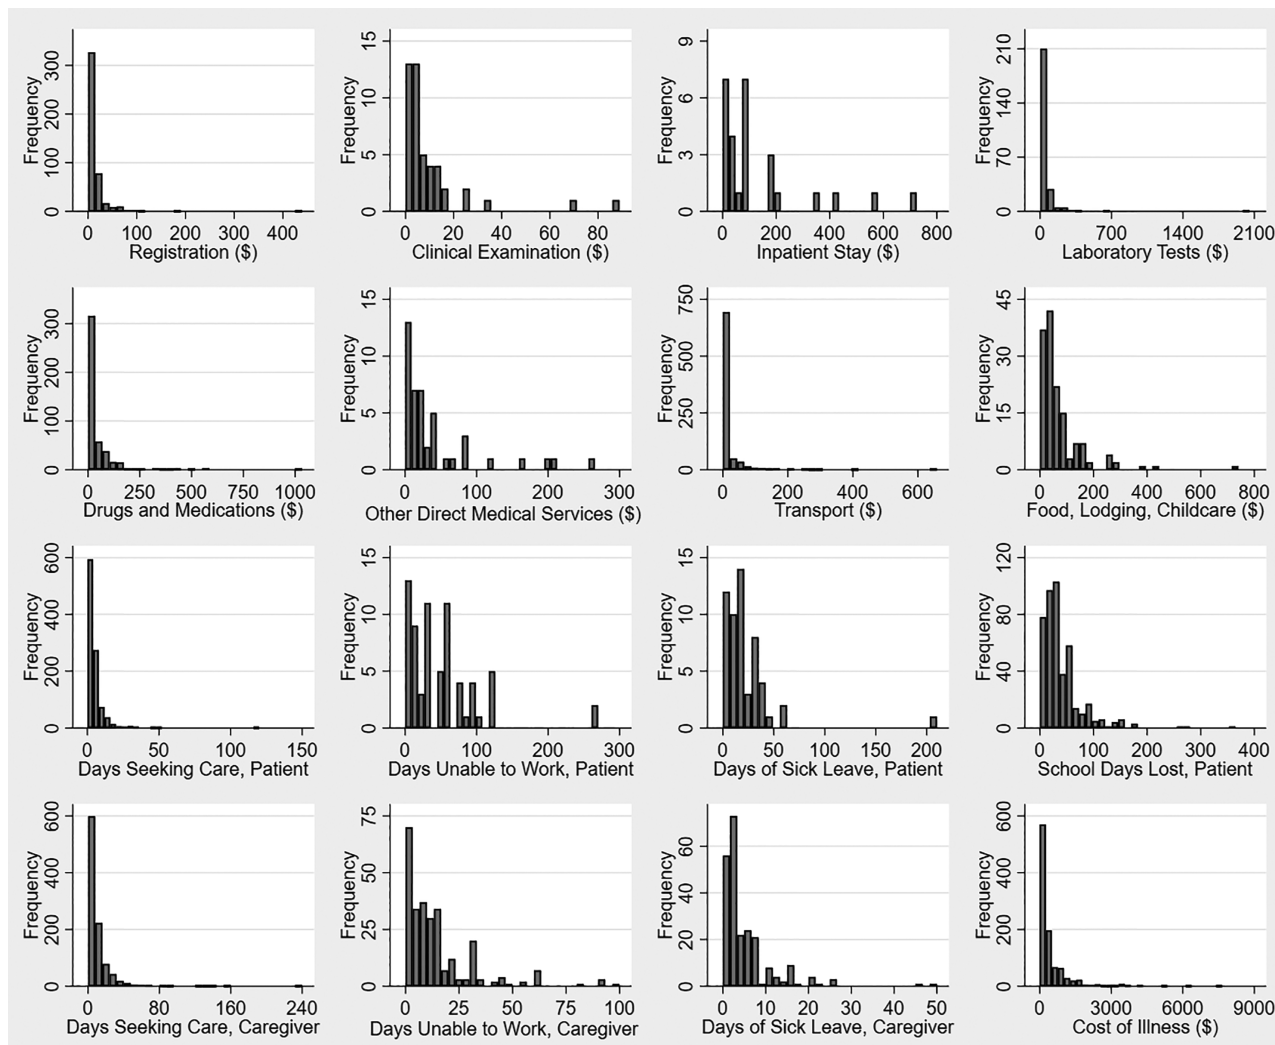 Frequency
300
200
100
0
0 100 200 300 400
Registration ($)
Frequency
15
10
5
0
0 20 40 60 80
Clinical Examination ($)
Frequency
9
6
3
0
0 200 400 600 800
Inpatient Stay ($)
Frequency
210
140
70
0
0 700 1400 2100
Laboratory Tests ($)
Frequency
300
200
100
0
0 250 500 750 1000
Drugs and Medications ($)
Frequency
15
10
5
0
0 100 200 300
Other Direct Medical Services ($)
Frequency
750
500
250
0
0 200 400 600
Transport ($)
Frequency
45
30
15
0
0 200 400 600 800
Food, Lodging, Childcare ($)
Frequency
600
400
200
0
0 50 100 150
Days Seeking Care, Patient
Frequency
15
10
5
0
0 100 200 300
Days Unable to Work, Patient
Frequency
15
10
5
0
0 50 100 150 200
Days of Sick Leave, Patient
Frequency
120
80
40
0
0 100 200 300 400
School Days Lost, Patient
Frequency
600
400
200
0
0 80 160 240
Days Seeking Care, Caregiver
Frequency
75
50
25
0
0 25 50 75 100
Days Unable to Work, Caregiver
Frequency
60
40
20
0
0 10 20 30 40 50
Days of Sick Leave, Caregiver
Frequency
600
400
200
0
0 3000 6000 9000
Cost of Illness ($)